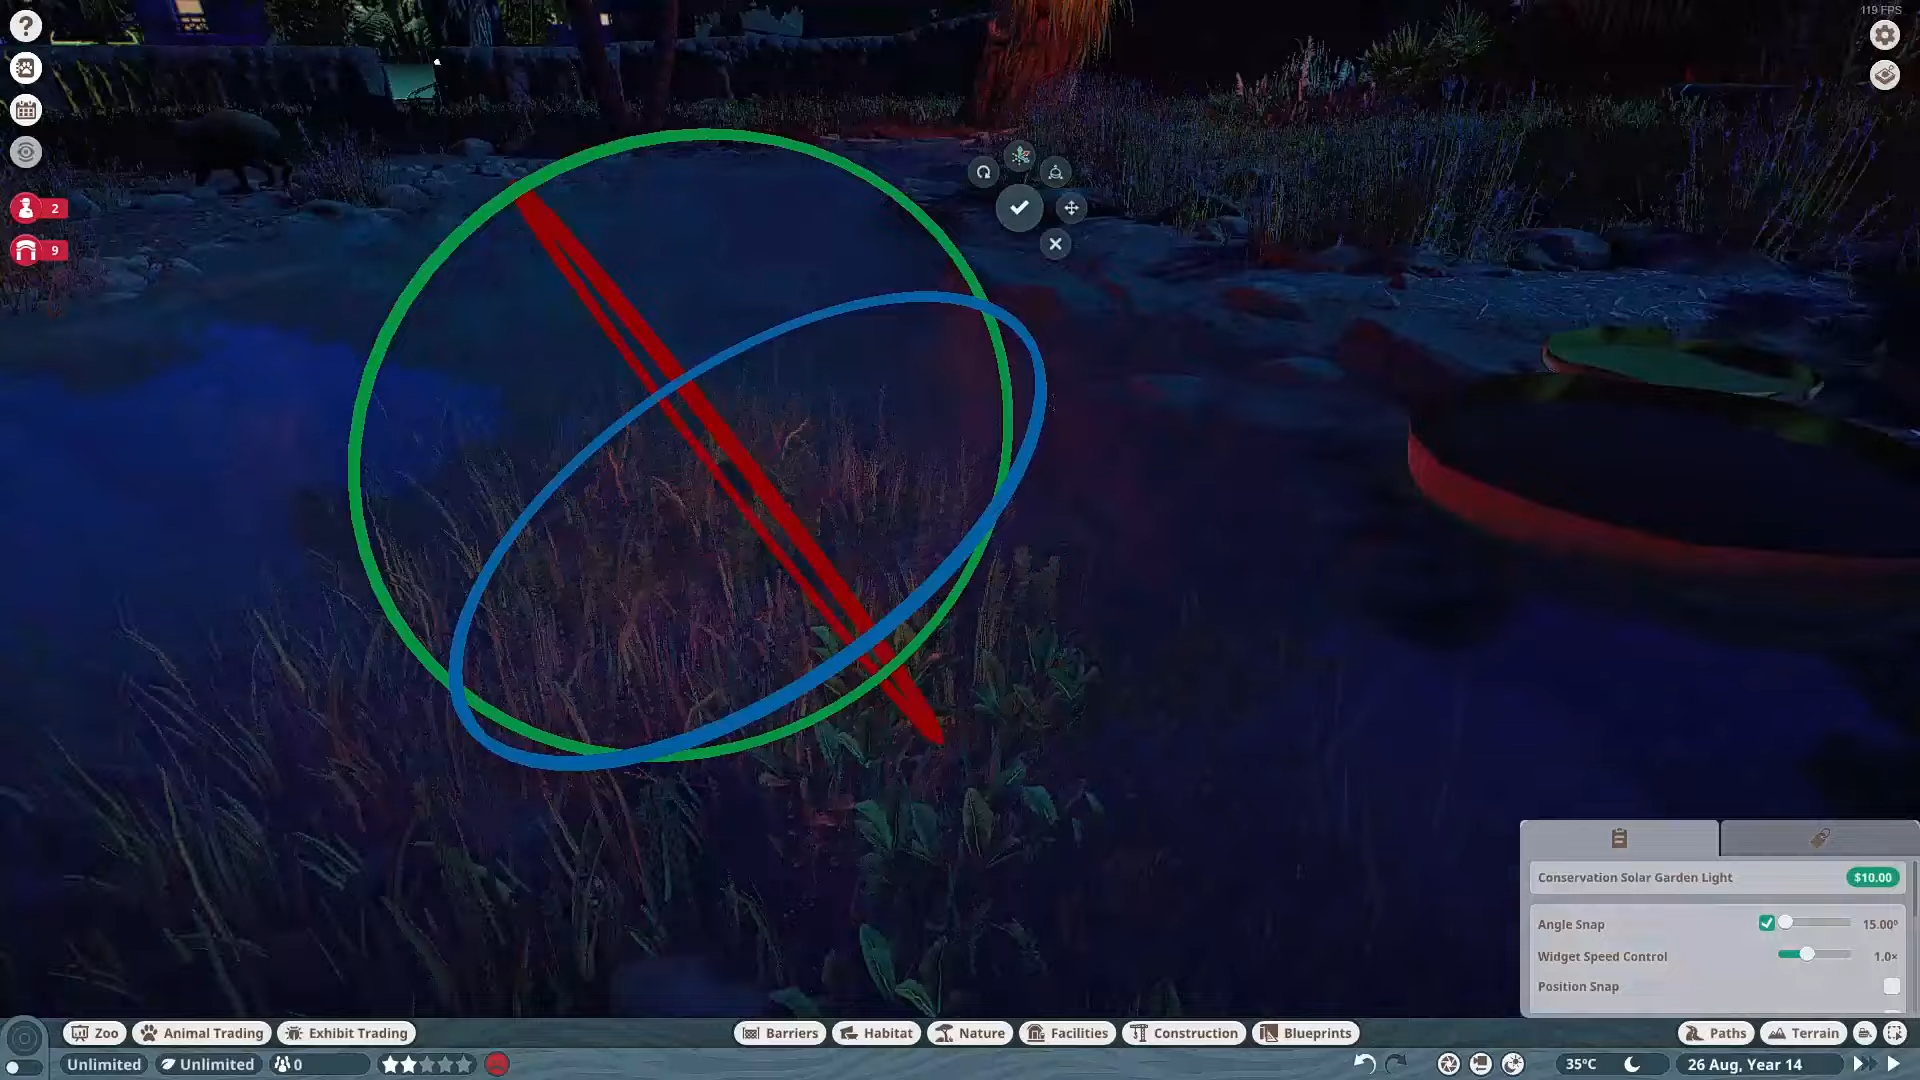 119 FPS
?
2
9
Conservation Solar Garden Light $10.00
Angle Snap 15.00º
Widget Speed Control 1.0×
Position Snap
Zoo Animal Trading Exhibit Trading Barriers Habitat Nature Facilities Construction Blueprints Paths Terrain
Unlimited Unlimited 0 35ºC 26 Aug, Year 14